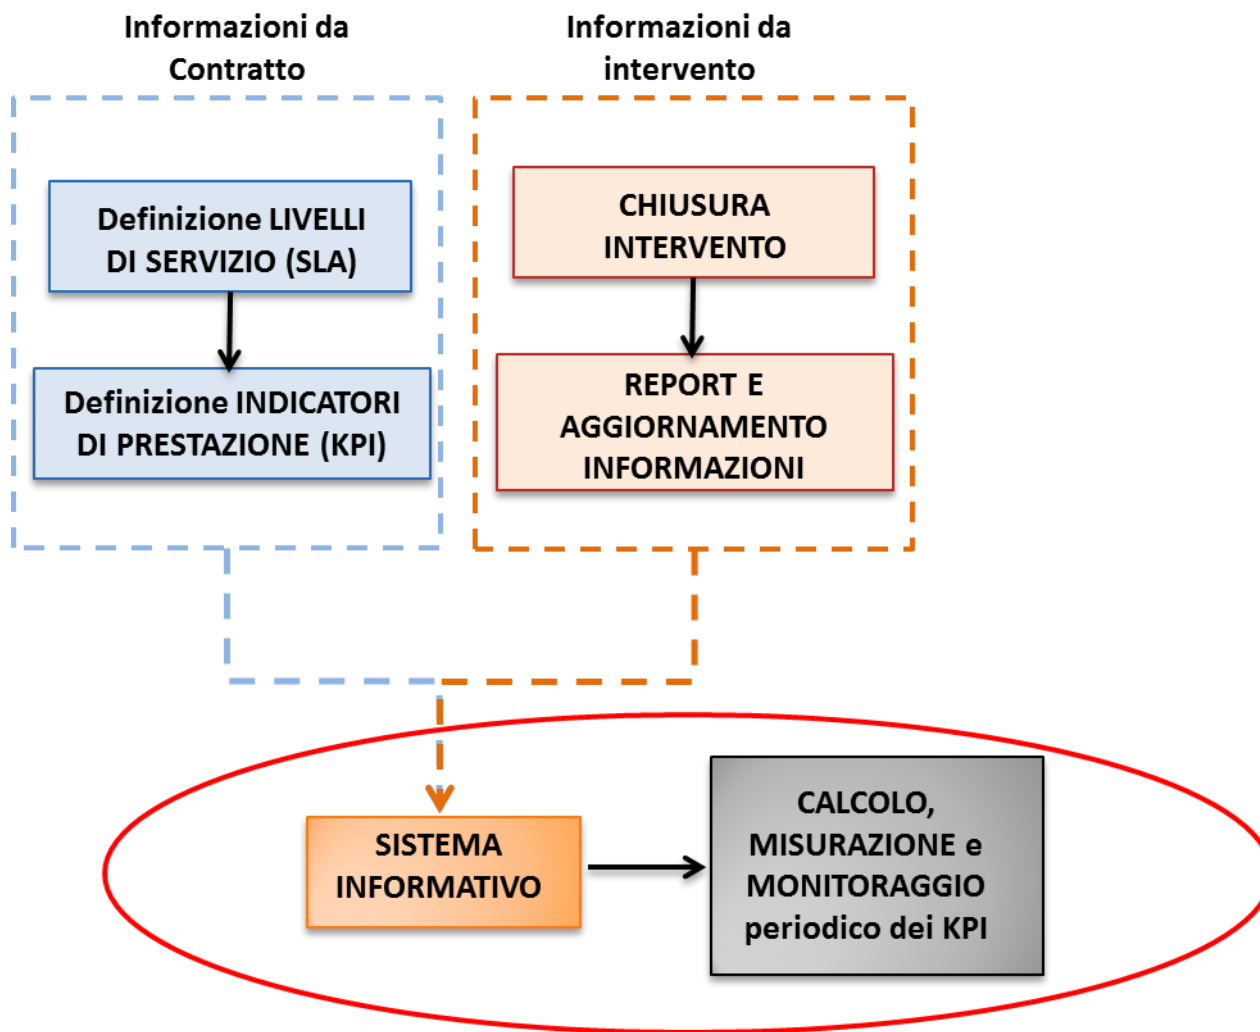 Informazioni da
Contratto
Informazioni da
intervento
Definizione LIVELLI
DI SERVIZIO (SLA)
Definizione INDICATORI
DI PRESTAZIONE (KPI)
CHIUSURA
INTERVENTO
REPORT E
AGGIORNAMENTO
INFORMAZIONI
SISTEMA
INFORMATIVO
CALCOLO,
MISURAZIONE e
MONITORAGGIO
periodico dei KPI